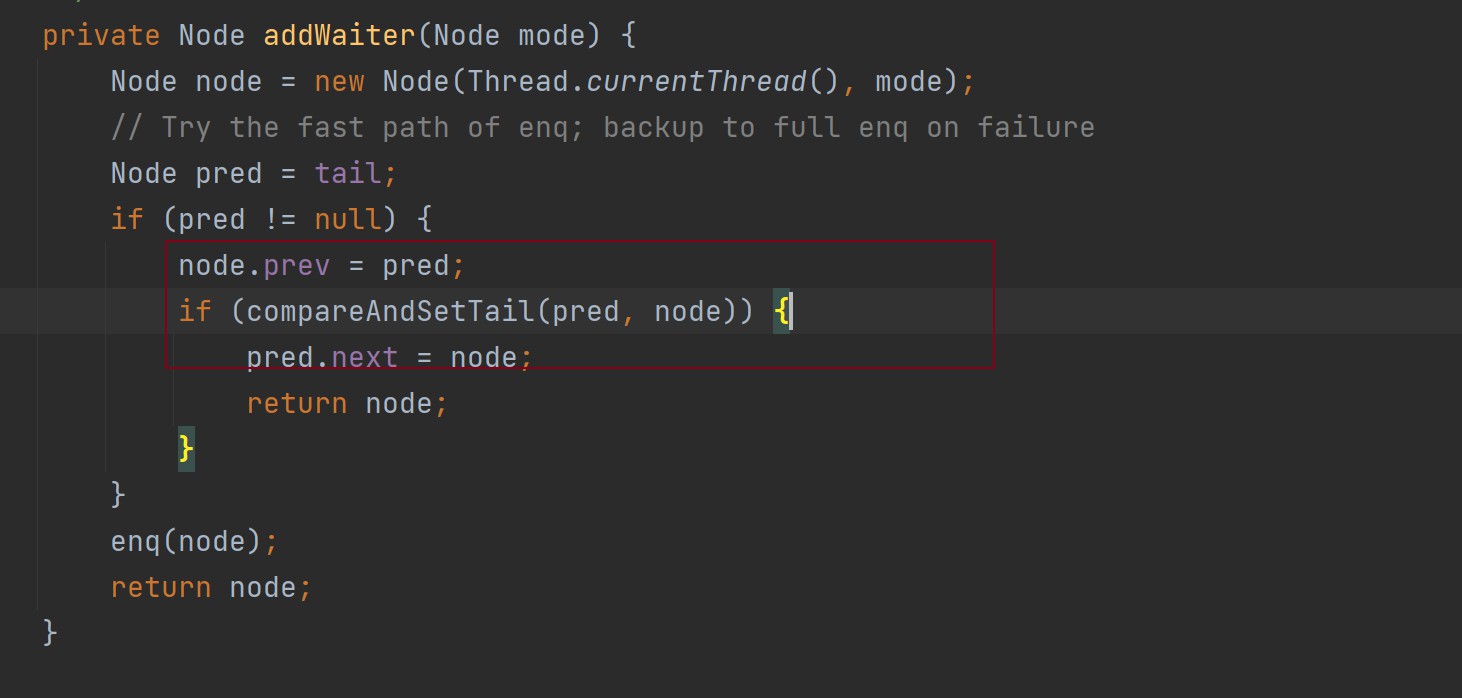 private Node addWaiter(Node mode) {
    Node node = new Node(Thread.currentThread(), mode);
    // Try the fast path of enq; backup to full enq on failure
    Node pred = tail;
    if (pred != null) {
        node.prev = pred;
        if (compareAndSetTail(pred, node)) {
            pred.next = node;
            return node;
        }
    }
    enq(node);
    return node;
}